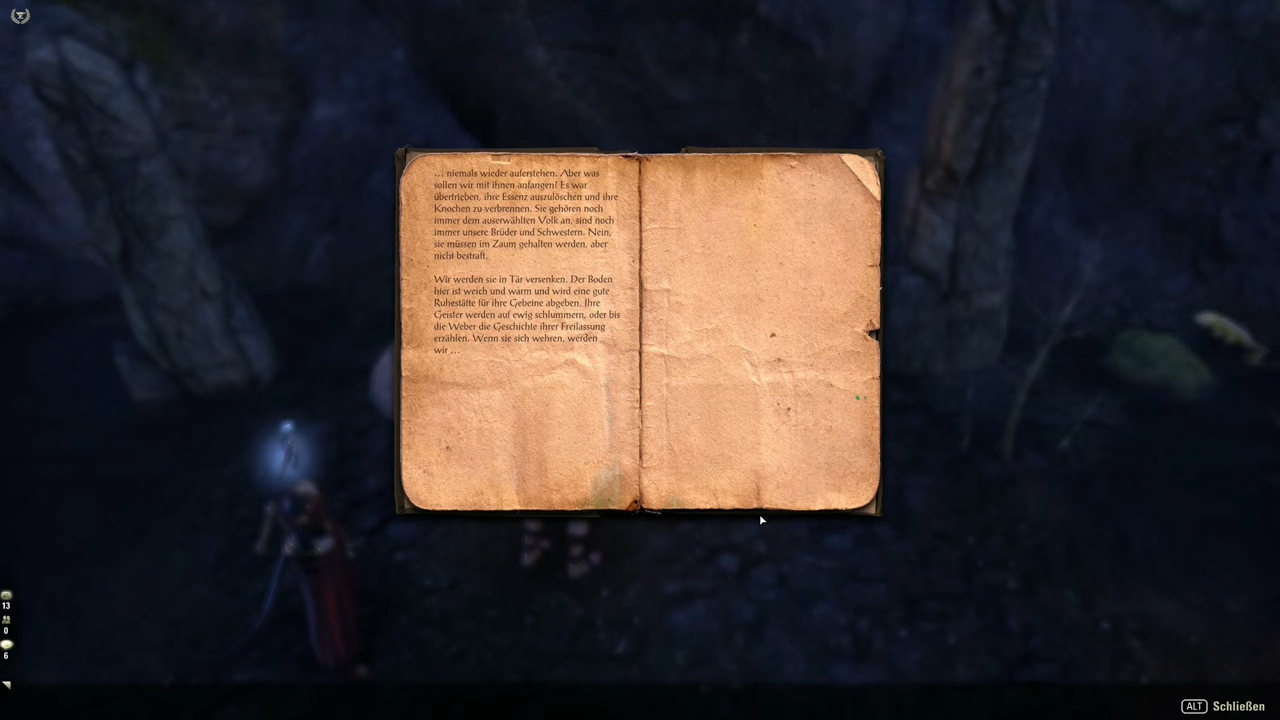 … niemals wieder auferstehen. Aber was
sollen wir mit ihnen anfangen? Es war
übertrieben, ihre Essenz auszulöschen und ihre
Knochen zu verbrennen. Sie gehören noch
immer dem auserwählten Volk an, sind noch
immer unsere Brüder und Schwestern. Nein,
sie müssen im Zaum gehalten werden, aber
nicht bestraft.
Wir werden sie in Tär versenken. Der Boden
hier ist weich und warm und wird eine gute
Ruhestätte für ihre Gebeine abgeben. Ihre
Geister werden auf ewig schlummern, oder bis
die Weber die Geschichte ihrer Freilassung
erzählen. Wenn sie sich wehren, werden
wir …
13
0
6
ALT Schließen